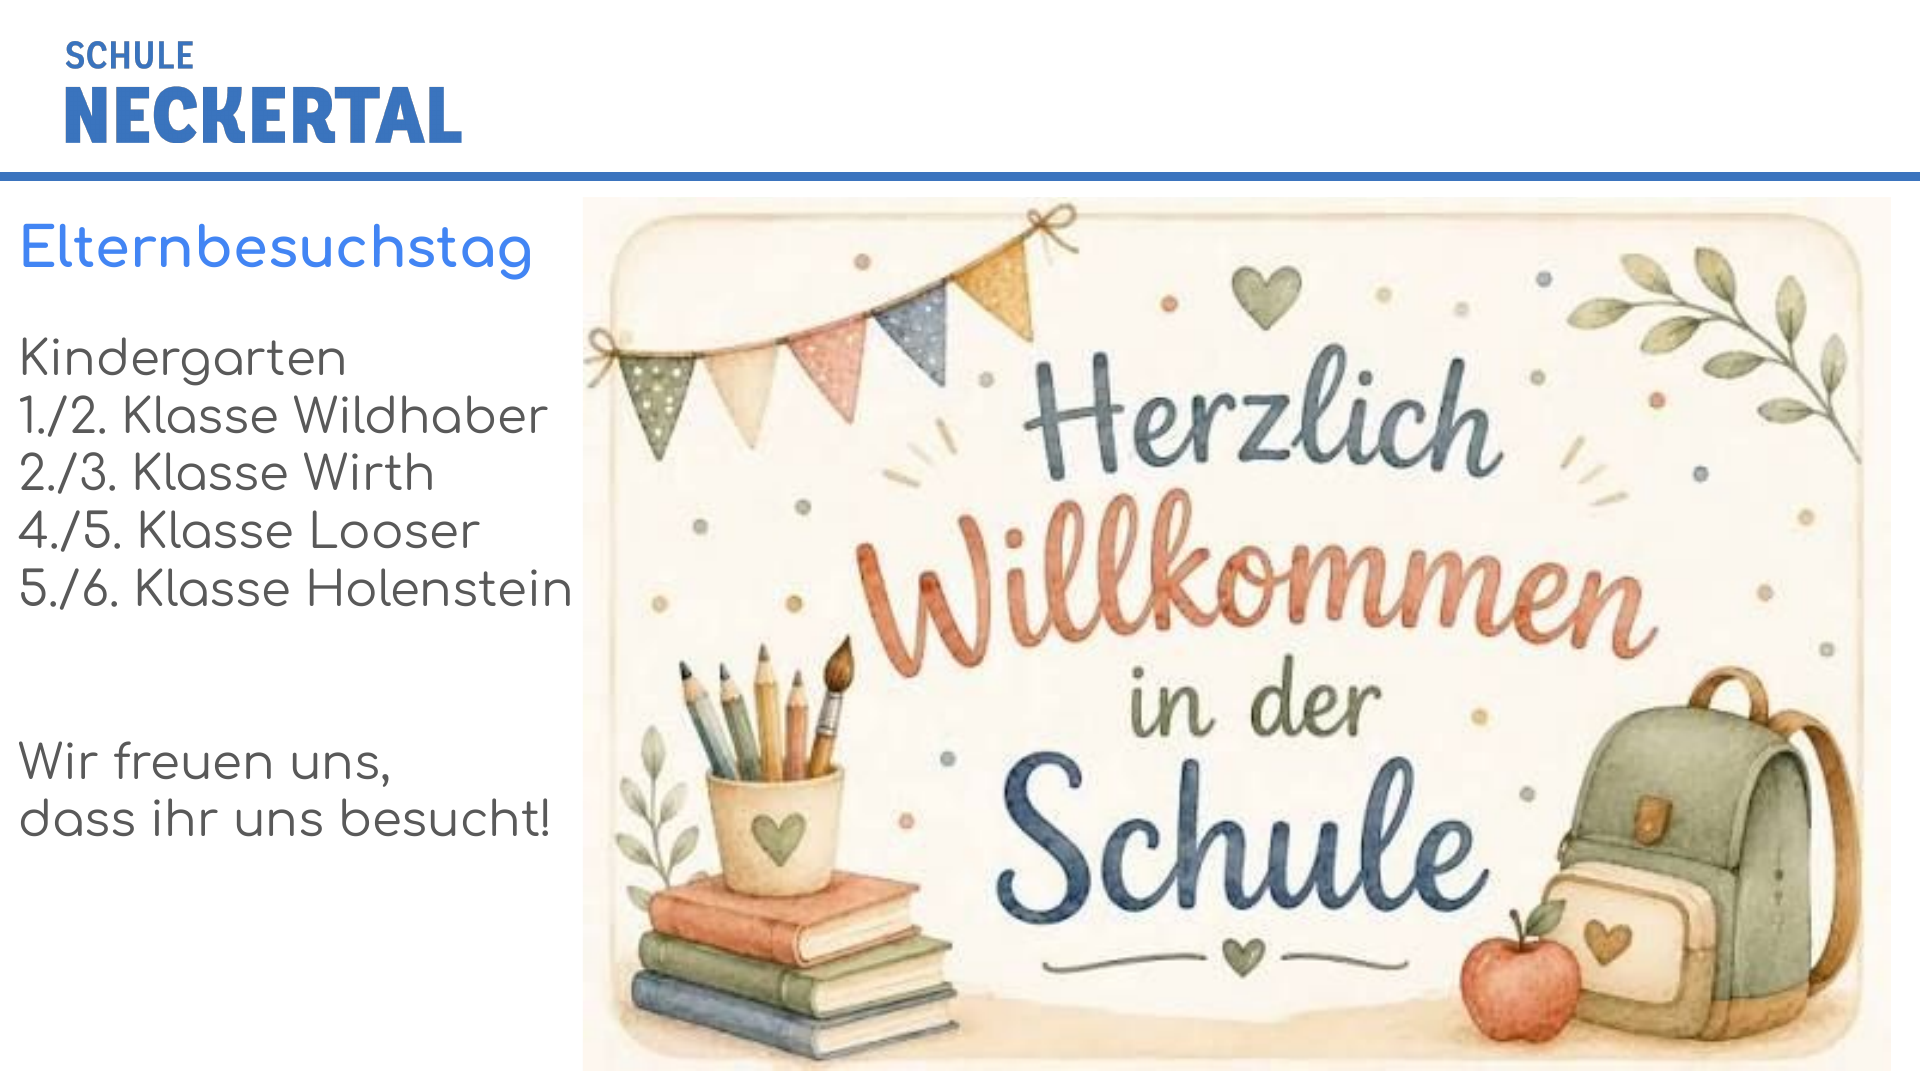 SCHULE
NECKERTAL
Elternbesuchstag
Kindergarten
1./2. Klasse Wildhaber
2./3. Klasse Wirth
4./5. Klasse Looser
5./6. Klasse Holenstein
Wir freuen uns,
dass ihr uns besucht!
Herzlich
Willkommen
in der
Schule